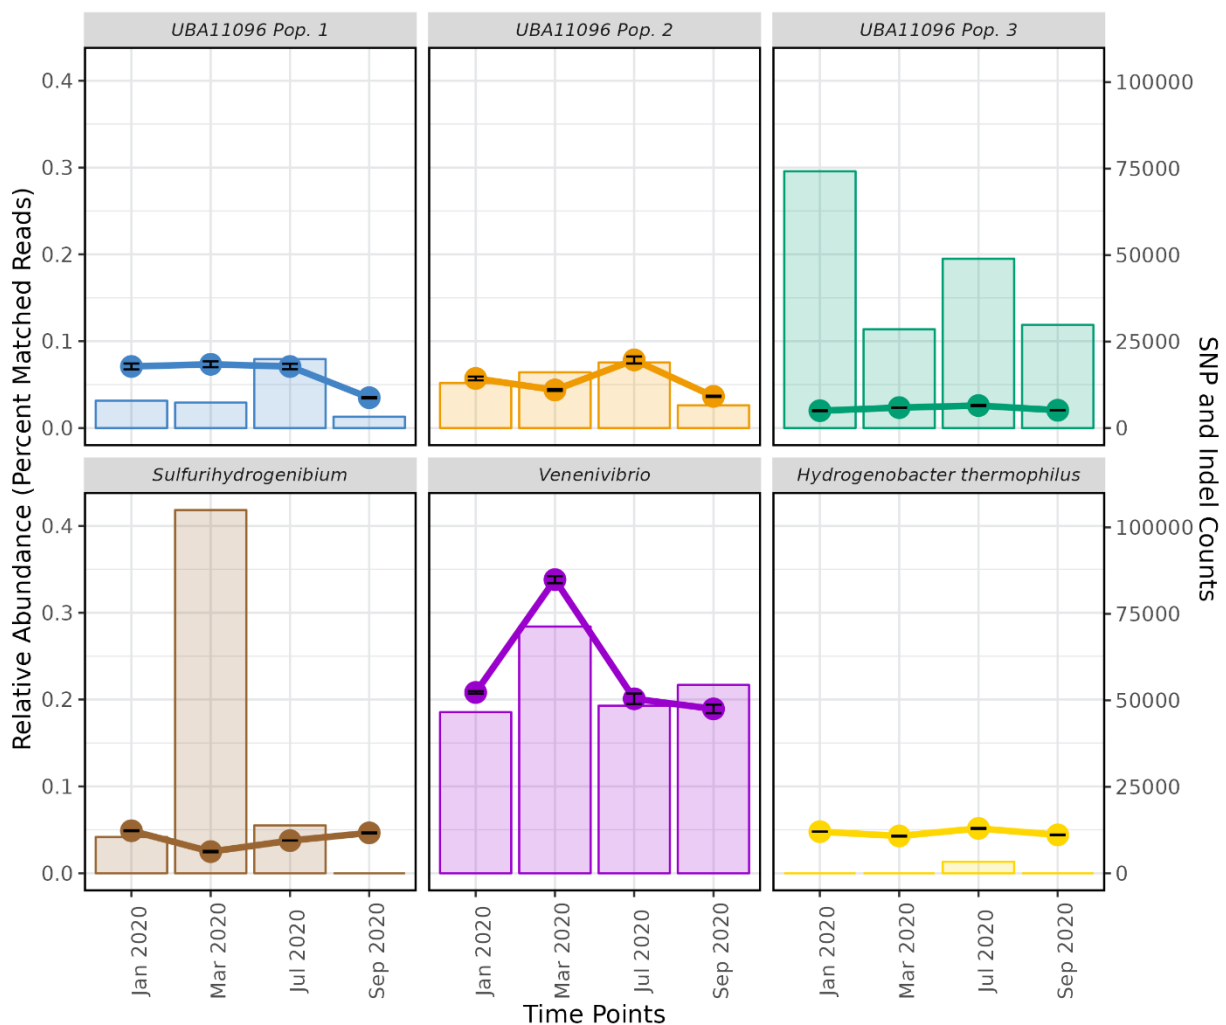 UBA11096 Pop. 1
UBA11096 Pop. 2
UBA11096 Pop. 3
0.4
0.3
0.2
0.1
0.0
100000
75000
50000
25000
0
Sulfurihydrogenibium
Venenivibrio
Hydrogenobacter thermophilus
0.4
0.3
0.2
0.1
0.0
100000
75000
50000
25000
0
Relative Abundance (Percent Matched Reads)
SNP and Indel Counts
Jan 2020
Mar 2020
Jul 2020
Sep 2020
Jan 2020
Mar 2020
Jul 2020
Sep 2020
Jan 2020
Mar 2020
Jul 2020
Sep 2020
Time Points